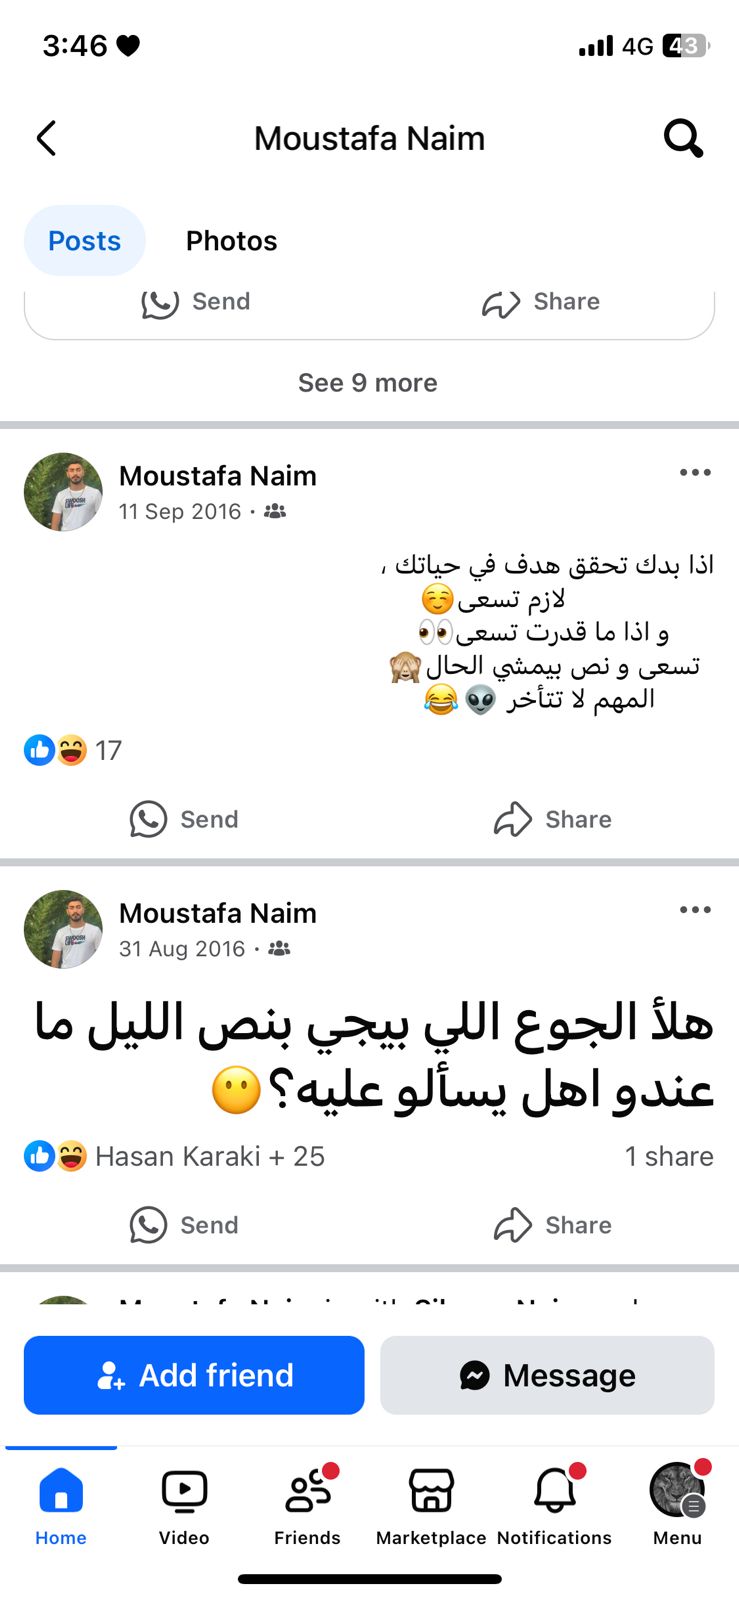 3:46 🖤 4G 43
Moustafa Naim
Posts Photos
Send Share
See 9 more
Moustafa Naim
11 Sep 2016 ·
اذا بدك تحقق هدف في حياتك ،
لازم تسعى☺️
و اذا ما قدرت تسعى👀
تسعى و نص بيمشي الحال🙈
المهم لا تتأخر 👽😂
17
Send Share
Moustafa Naim
31 Aug 2016 ·
هلأ الجوع اللي بيجي بنص الليل ما
عندو اهل يسألو عليه؟😶
Hasan Karaki + 25 1 share
Send Share
Add friend Message
Home Video Friends Marketplace Notifications Menu